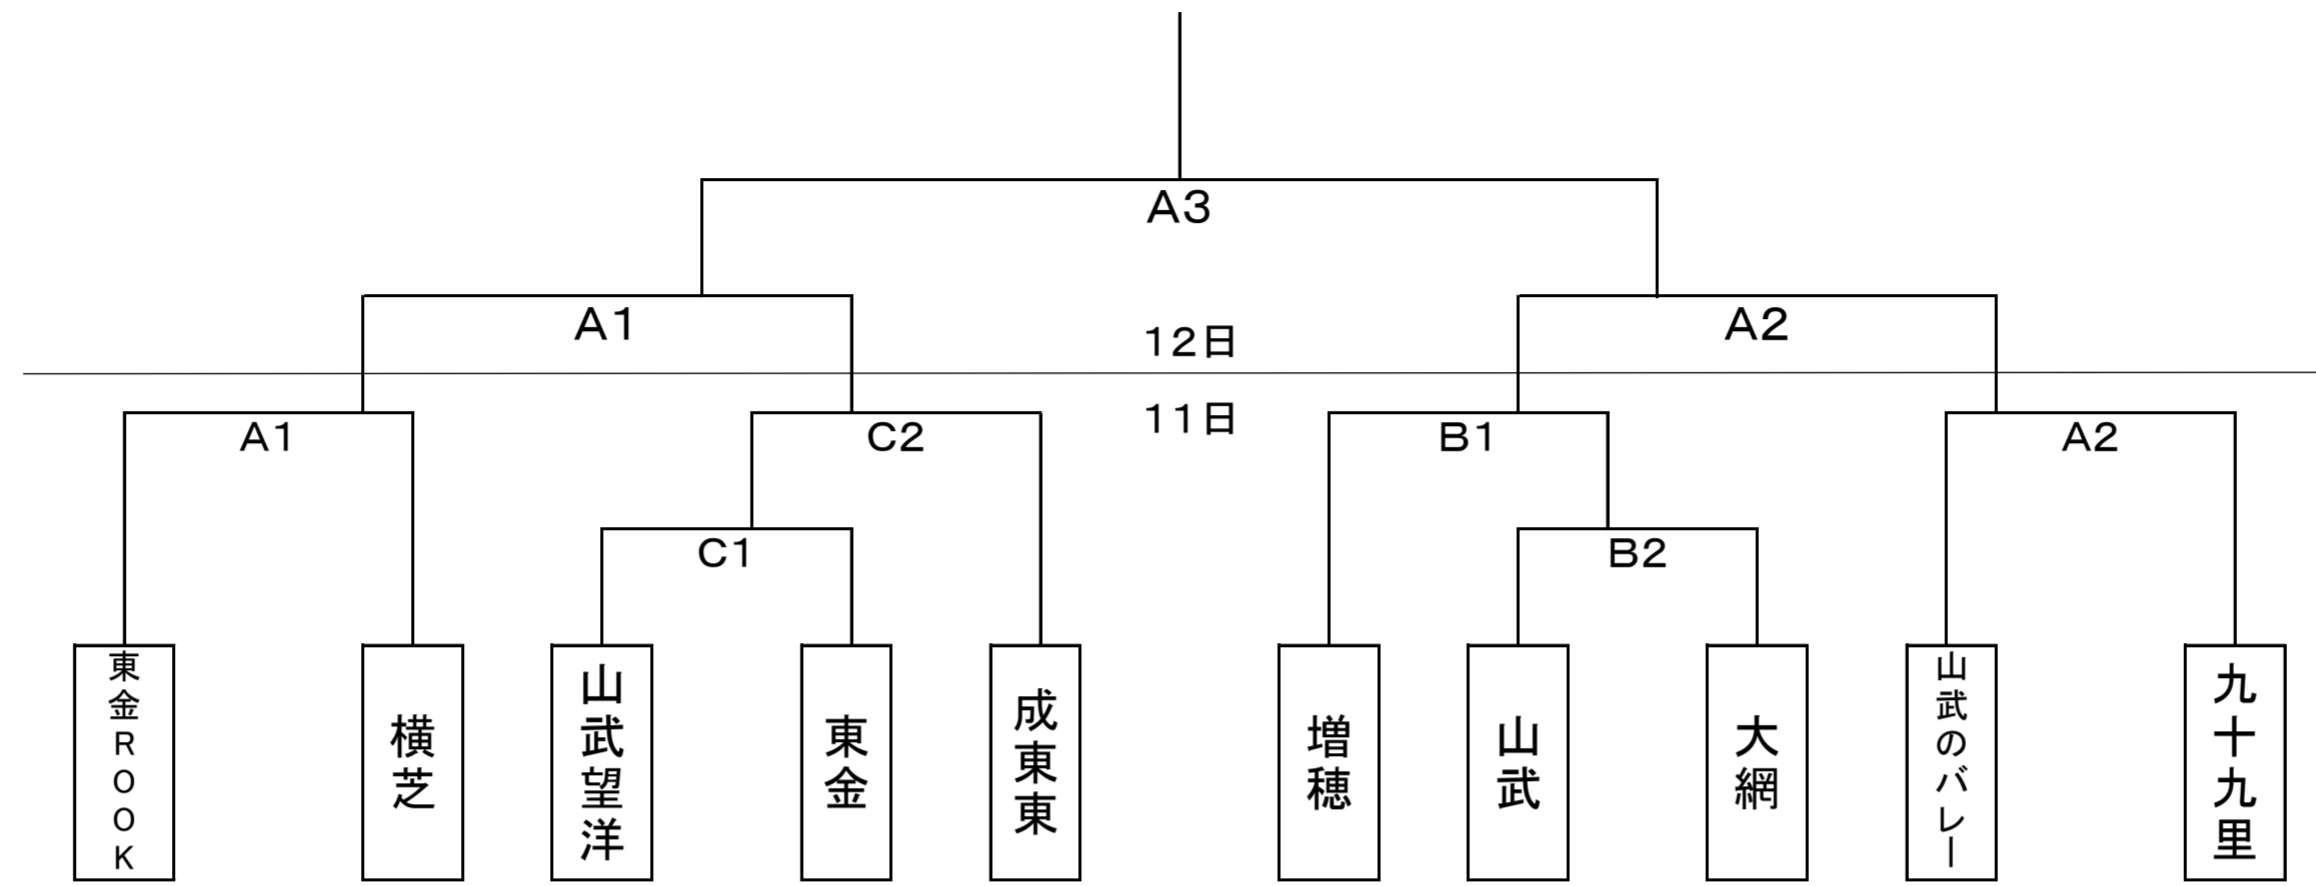 A3
A1
A2
12日
11日
A1
C2
B1
A2
C1
B2
東金ROOK
横芝
山武望洋
東金
成東東
増穂
山武
大網
山武のバレー
九十九里